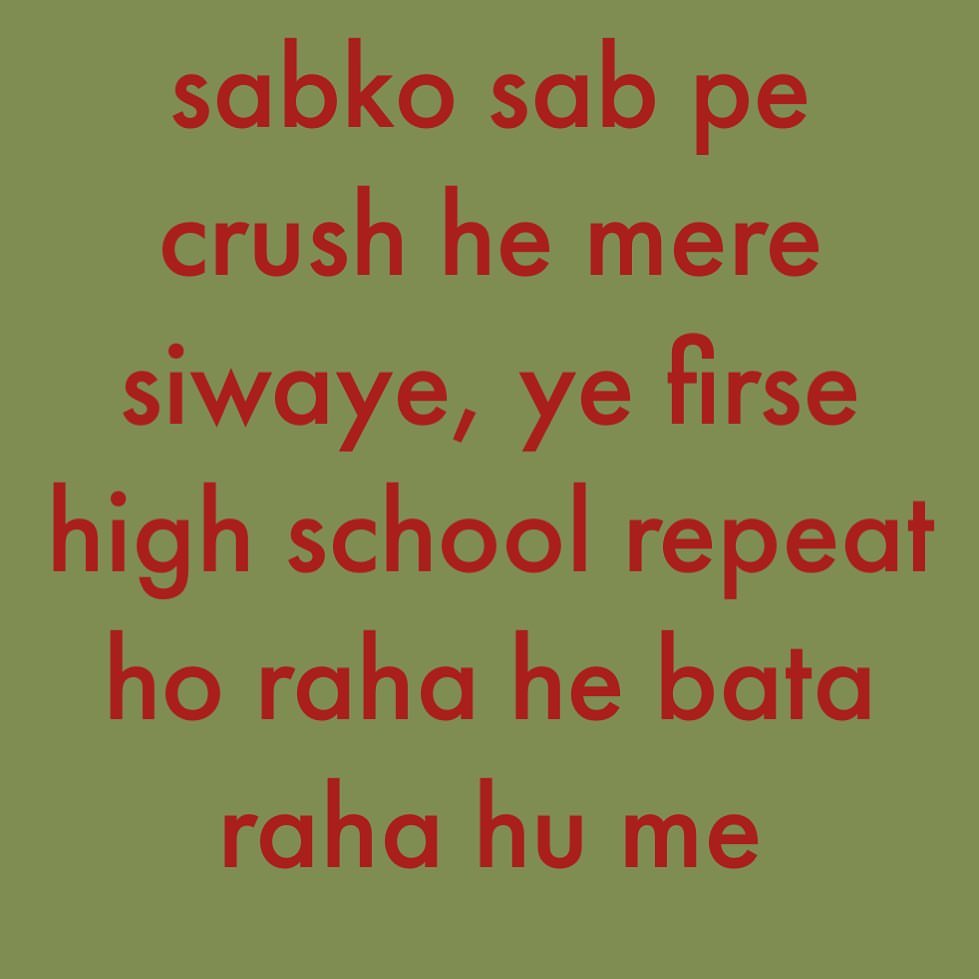 sabko sab pe
crush he mere
siwaye, ye firse
high school repeat
ho raha he bata
raha hu me